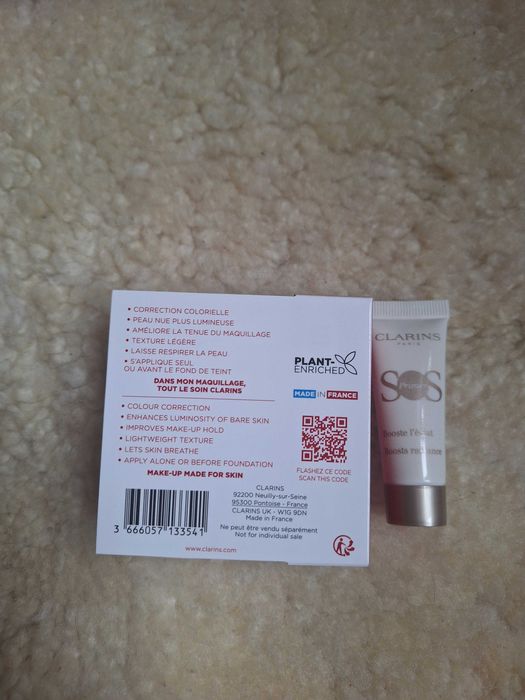 • CORRECTION COLORIELLE
• PEAU NUE PLUS LUMINEUSE
• AMÉLIORE LA TENUE DU MAQUILLAGE
• TEXTURE LÉGÈRE
• LAISSE RESPIRER LA PEAU
• S'APPLIQUE SEUL
OU AVANT LE FOND DE TEINT
DANS MON MAQUILLAGE,
TOUT LE SOIN CLARINS
• COLOUR CORRECTION
• ENHANCES LUMINOSITY OF BARE SKIN
• IMPROVES MAKE-UP HOLD
• LIGHTWEIGHT TEXTURE
• LETS SKIN BREATHE
• APPLY ALONE OR BEFORE FOUNDATION
MAKE-UP MADE FOR SKIN
3 666057 133541
www.clarins.com
PLANT-
ENRICHED
MADE IN FRANCE
FLASHEZ CE CODE
SCAN THIS CODE
CLARINS
92200 Neuilly-sur-Seine
95300 Pontoise - France
CLARINS UK - W1G 9DN
Made in France
Ne peut être vendu séparément
Not for individual sale
CLARINS
PARIS
SOS
Primer
Booste l'éclat
Boosts radiance